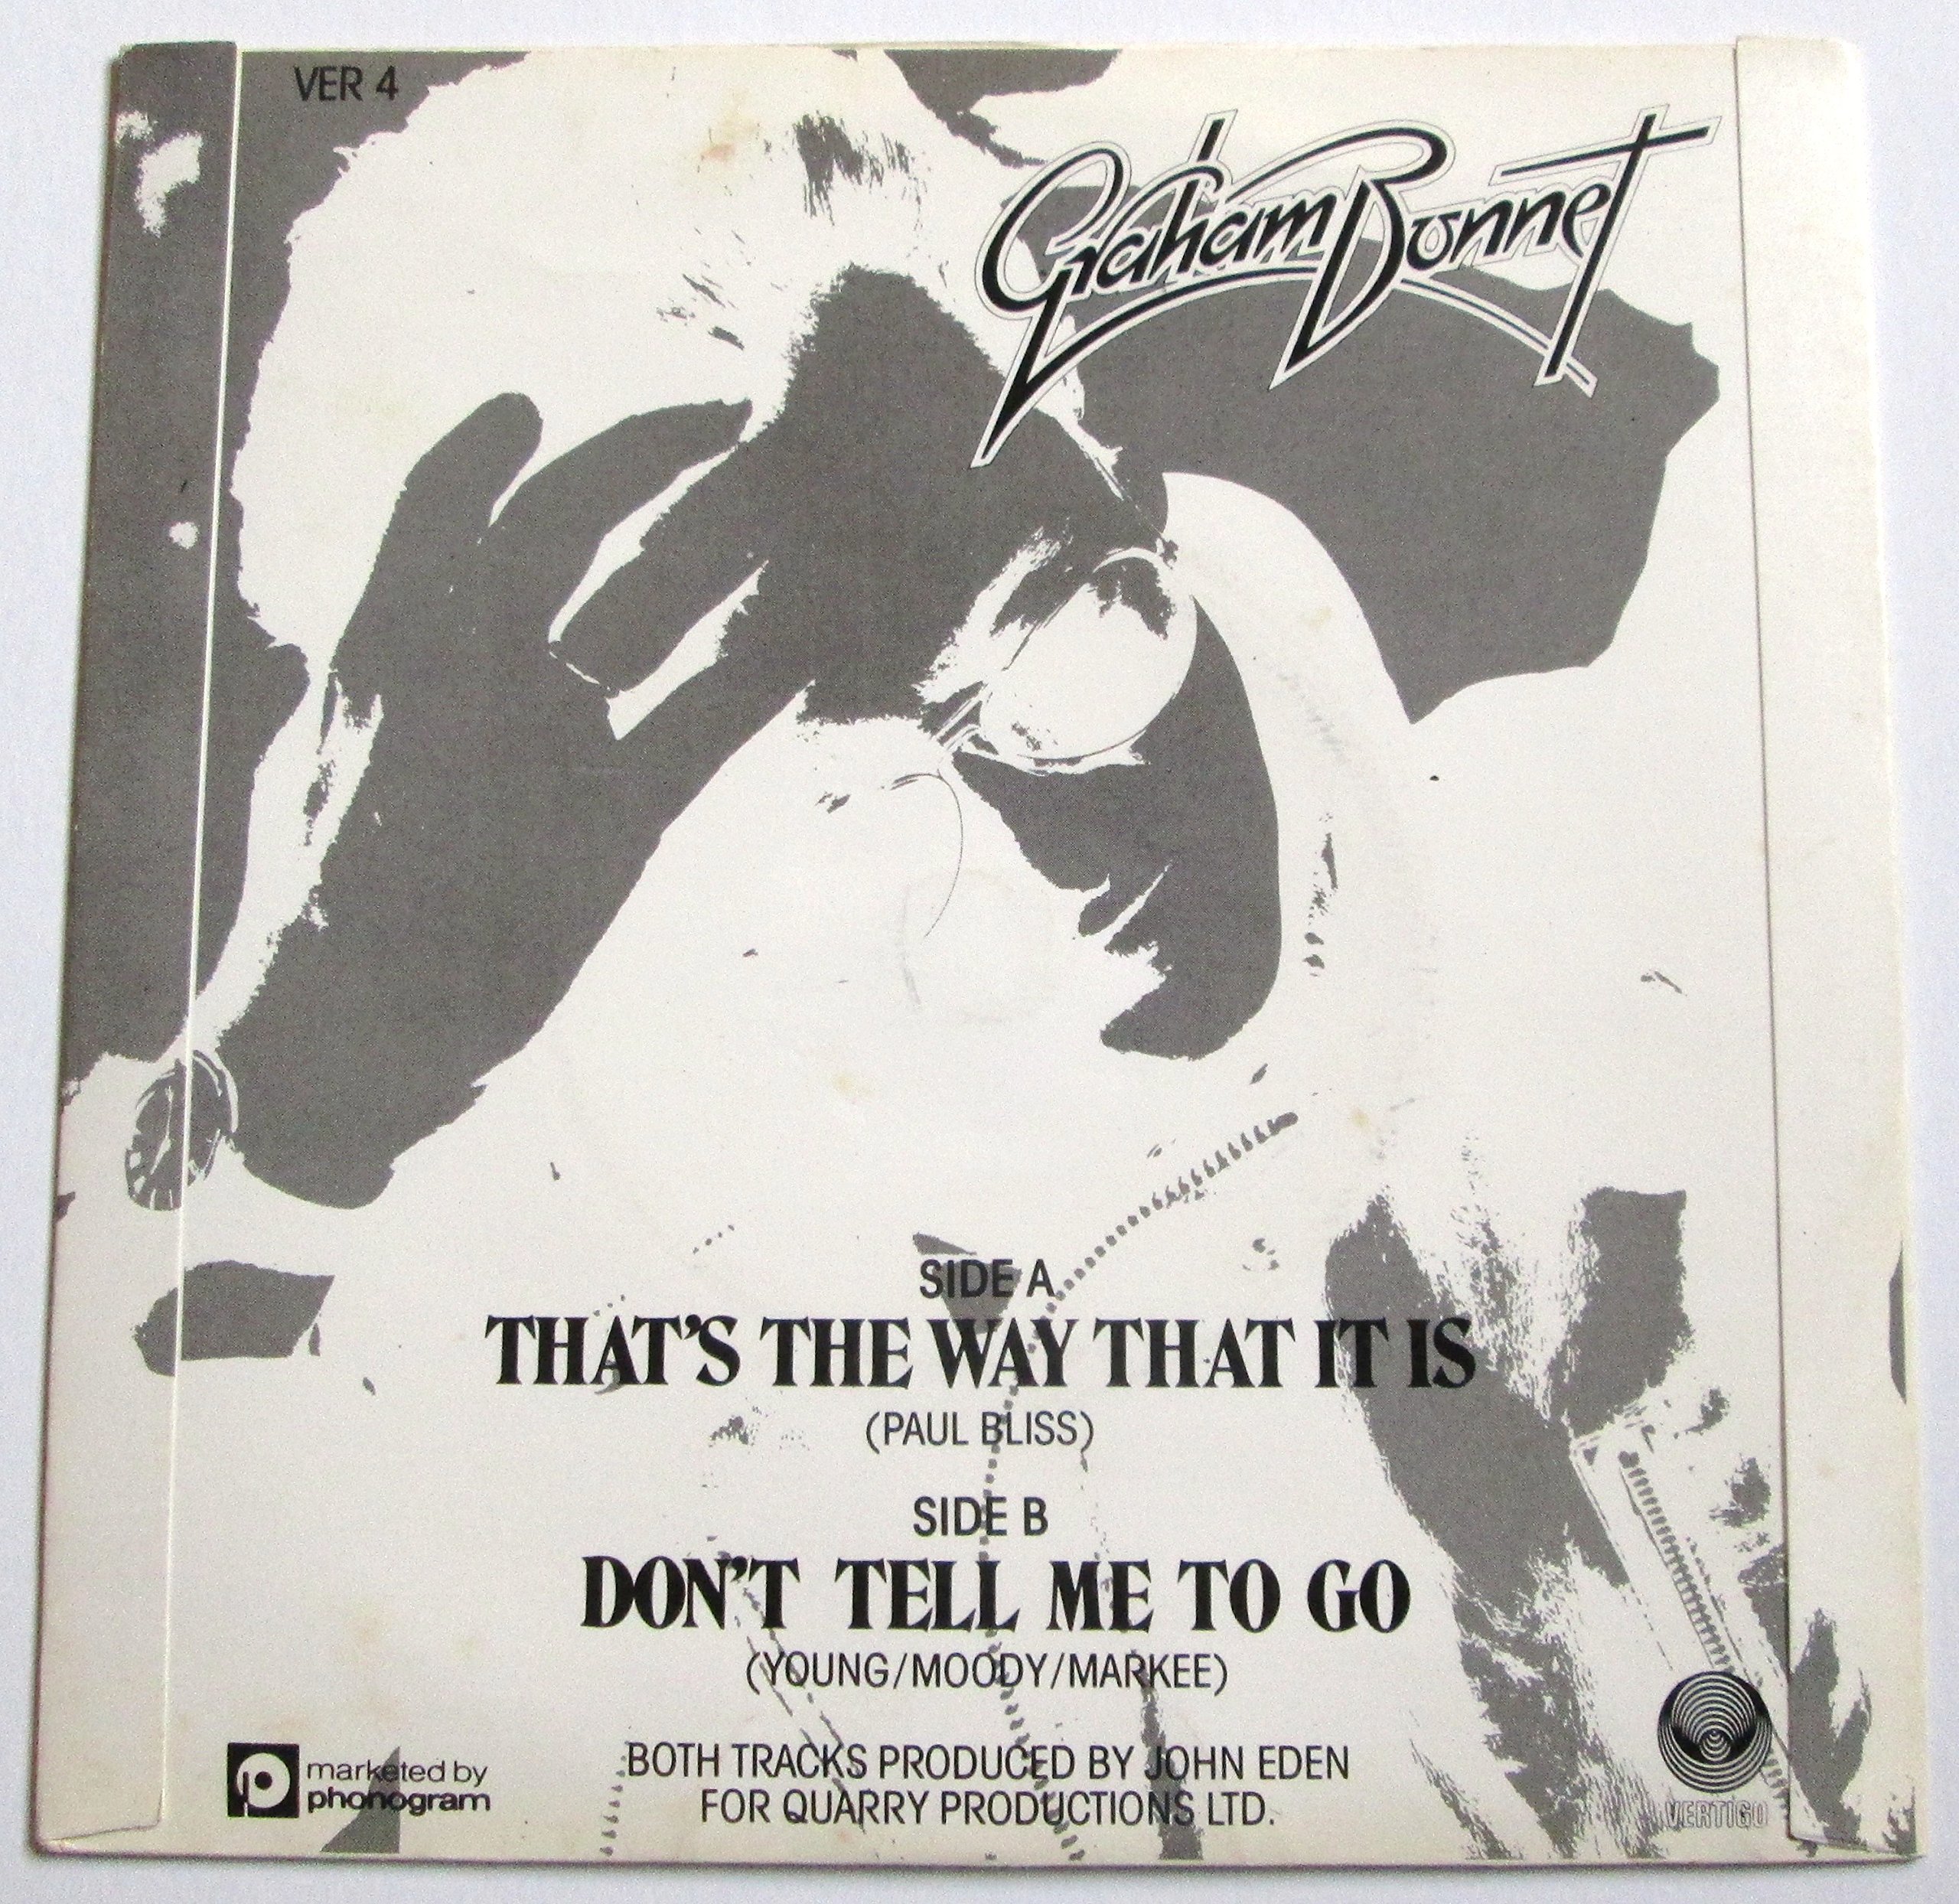 VER 4
Graham Bonnet
SIDE A
THAT'S THE WAY THAT IT IS
(PAUL BLISS)
SIDE B
DON'T TELL ME TO GO
(YOUNG/MOODY/MARKEE)
BOTH TRACKS PRODUCED BY JOHN EDEN
FOR QUARRY PRODUCTIONS LTD.
marketed by
phonogram
VERTIGO